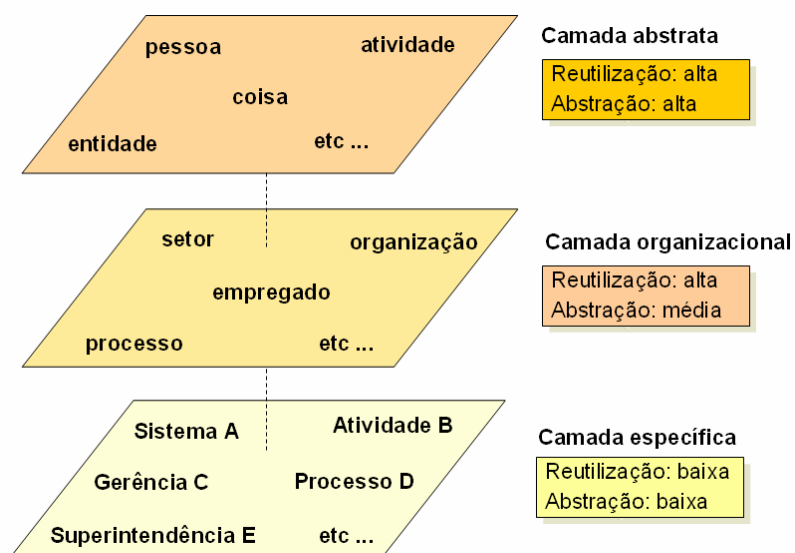 pessoa
atividade
coisa
entidade
etc ...
Camada abstrata
Reutilização: alta
Abstração: alta
setor
organização
empregado
processo
etc ...
Camada organizacional
Reutilização: alta
Abstração: média
Sistema A
Atividade B
Gerência C
Processo D
Superintendência E
etc ...
Camada específica
Reutilização: baixa
Abstração: baixa